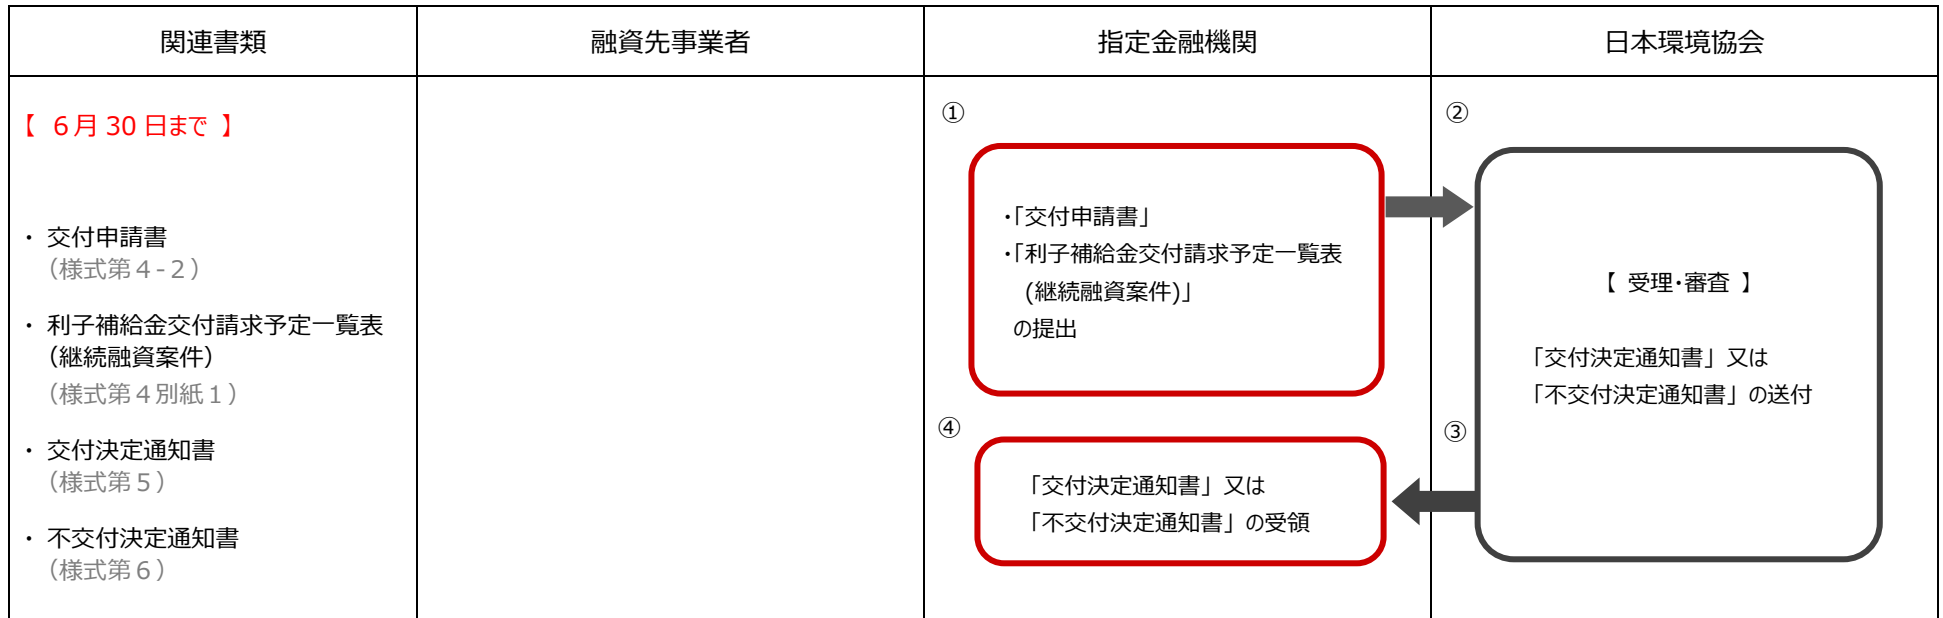 関連書類
融資先事業者
指定金融機関
日本環境協会
【 6月30日まで 】
・ 交付申請書
（様式第４-２）
・ 利子補給金交付請求予定一覧表
（継続融資案件）
（様式第４別紙１）
・ 交付決定通知書
（様式第５）
・ 不交付決定通知書
（様式第６）
①
・「交付申請書」
・「利子補給金交付請求予定一覧表
(継続融資案件)」
の提出
④
「交付決定通知書」又は
「不交付決定通知書」の受領
②
【 受理・審査 】
「交付決定通知書」又は
「不交付決定通知書」の送付
③